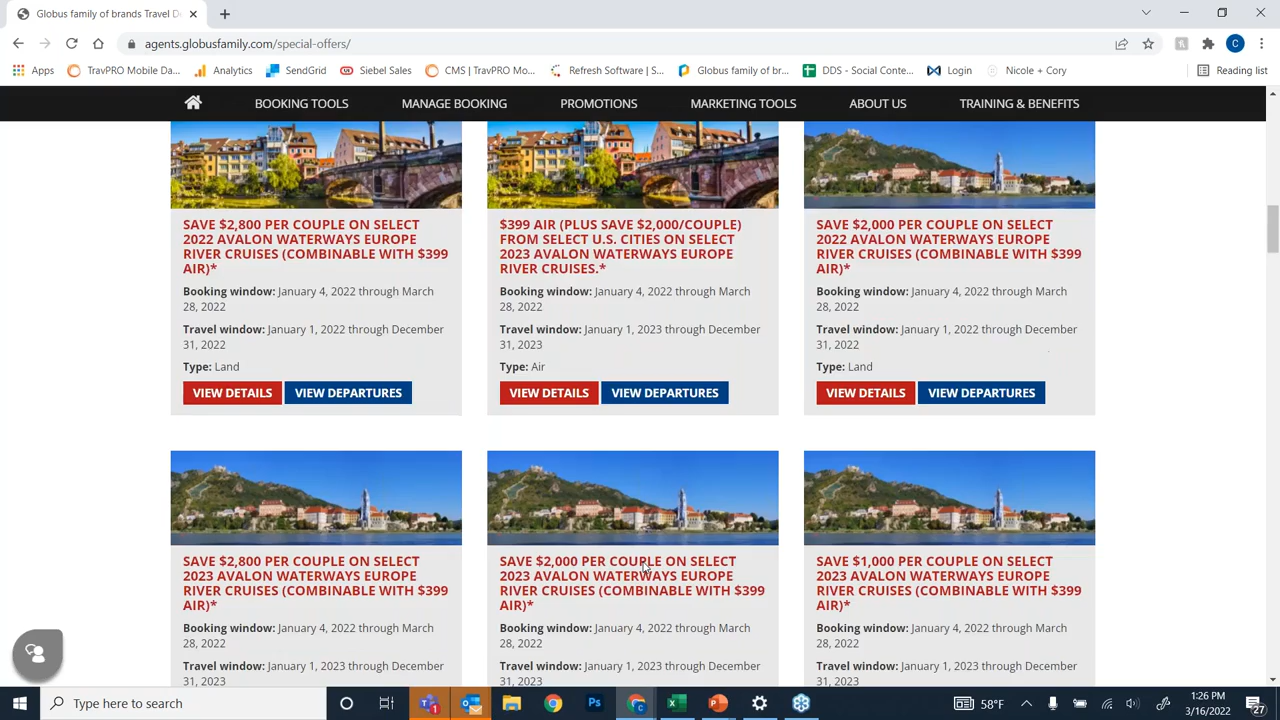 Globus family of brands Travel D
agents.globusfamily.com/special-offers/
C
Apps
TravPRO Mobile Da...
Analytics
SendGrid
Siebel Sales
CMS | TravPRO Mo...
Refresh Software | S...
Globus family of br...
DDS - Social Conte...
Login
Nicole + Cory
Reading list
BOOKING TOOLS
MANAGE BOOKING
PROMOTIONS
MARKETING TOOLS
ABOUT US
TRAINING & BENEFITS
SAVE $2,800 PER COUPLE ON SELECT
2022 AVALON WATERWAYS EUROPE
RIVER CRUISES (COMBINABLE WITH $399
AIR)*
Booking window: January 4, 2022 through March
28, 2022
Travel window: January 1, 2022 through December
31, 2022
Type: Land
VIEW DETAILS
VIEW DEPARTURES
$399 AIR (PLUS SAVE $2,000/COUPLE)
FROM SELECT U.S. CITIES ON SELECT
2023 AVALON WATERWAYS EUROPE
RIVER CRUISES.*
Booking window: January 4, 2022 through March
28, 2022
Travel window: January 1, 2023 through December
31, 2023
Type: Air
VIEW DETAILS
VIEW DEPARTURES
SAVE $2,000 PER COUPLE ON SELECT
2022 AVALON WATERWAYS EUROPE
RIVER CRUISES (COMBINABLE WITH $399
AIR)*
Booking window: January 4, 2022 through March
28, 2022
Travel window: January 1, 2022 through December
31, 2022
Type: Land
VIEW DETAILS
VIEW DEPARTURES
SAVE $2,800 PER COUPLE ON SELECT
2023 AVALON WATERWAYS EUROPE
RIVER CRUISES (COMBINABLE WITH $399
AIR)*
Booking window: January 4, 2022 through March
28, 2022
Travel window: January 1, 2023 through December
31, 2023
SAVE $2,000 PER COUPLE ON SELECT
2023 AVALON WATERWAYS EUROPE
RIVER CRUISES (COMBINABLE WITH $399
AIR)*
Booking window: January 4, 2022 through March
28, 2022
Travel window: January 1, 2023 through December
31, 2023
SAVE $1,000 PER COUPLE ON SELECT
2023 AVALON WATERWAYS EUROPE
RIVER CRUISES (COMBINABLE WITH $399
AIR)*
Booking window: January 4, 2022 through March
28, 2022
Travel window: January 1, 2023 through December
31, 2023
Type here to search
58°F
1:26 PM
3/16/2022
27